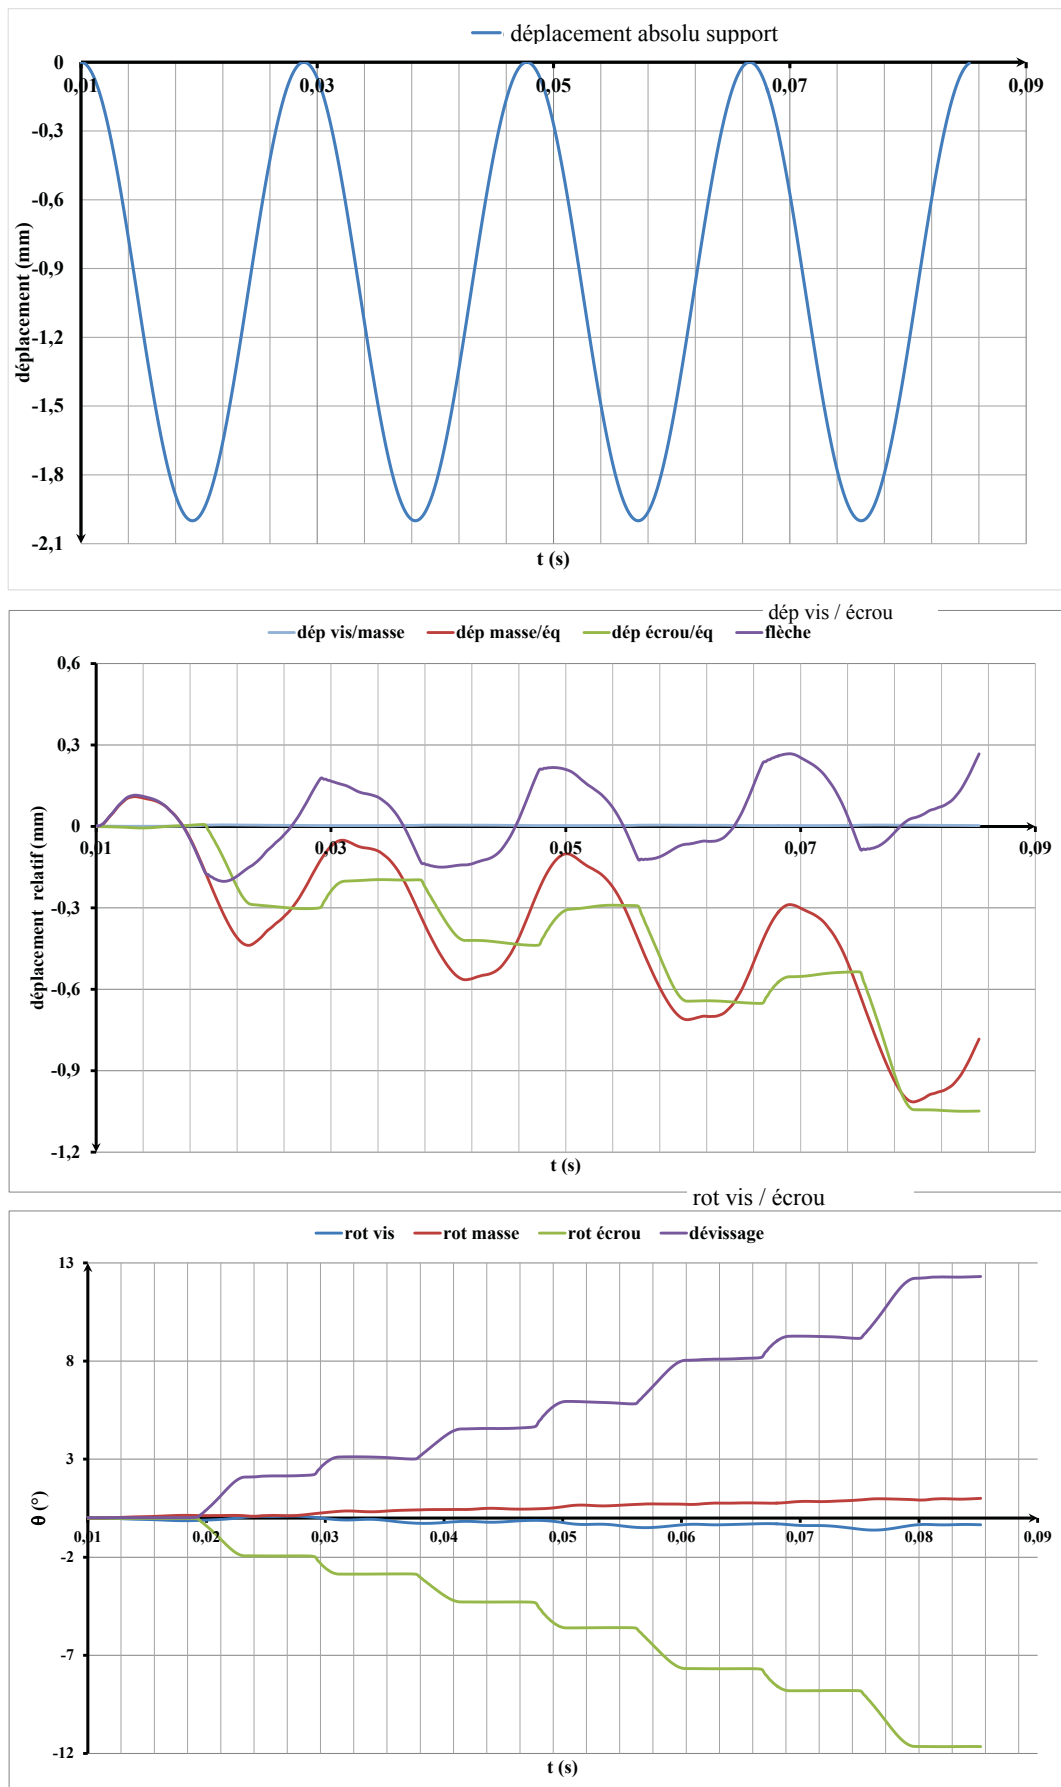 déplacement absolu support
0
0,01 0,03 0,05 0,07 0,09
-0,3
-0,6
-0,9
-1,2
-1,5
-1,8
-2,1
déplacement (mm)
t (s)
dép vis / écrou
dép vis/masse dép masse/éq dép écrou/éq flèche
0,6
0,3
0
0,01 0,03 0,05 0,07 0,09
-0,3
-0,6
-0,9
-1,2
déplacement relatif (mm)
t (s)
rot vis / écrou
rot vis rot masse rot écrou dévissage
13
8
3
0,01 0,02 0,03 0,04 0,05 0,06 0,07 0,08 0,09
-2
-7
-12
θ (°)
t (s)